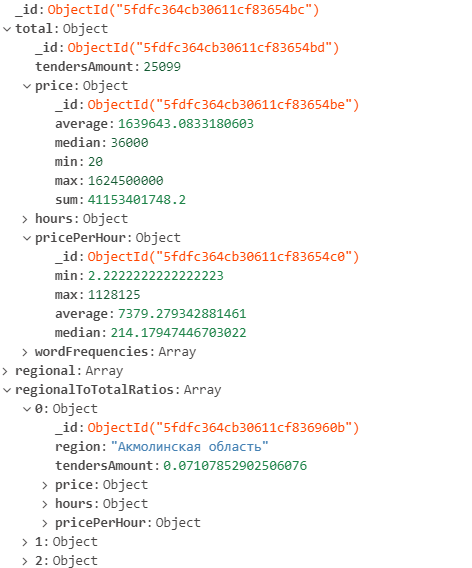 _id: ObjectId("5fdfc364cb30611cf83654bc")
total: Object
_id: ObjectId("5fdfc364cb30611cf83654bd")
tendersAmount: 25099
price: Object
_id: ObjectId("5fdfc364cb30611cf83654be")
average: 1639643.0833180603
median: 36000
min: 20
max: 1624500000
sum: 41153401748.2
hours: Object
pricePerHour: Object
_id: ObjectId("5fdfc364cb30611cf83654c0")
min: 2.2222222222222223
max: 1128125
average: 7379.279342881461
median: 214.17947446703022
wordFrequencies: Array
regional: Array
regionalToTotalRatios: Array
0: Object
_id: ObjectId("5fdfc364cb30611cf836960b")
region: "Акмолинская область"
tendersAmount: 0.07107852902506076
price: Object
hours: Object
pricePerHour: Object
1: Object
2: Object